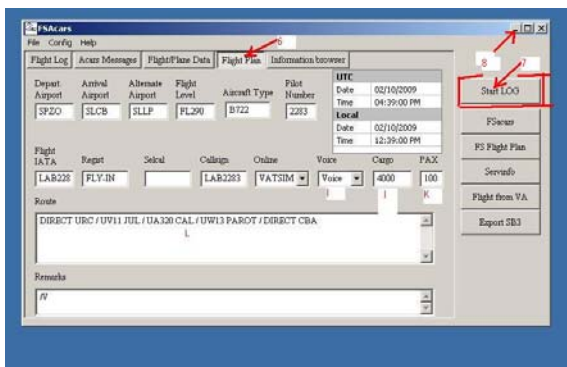 FSAcars
File Config Help
6
Flight Log Acars Messages Flight/Plane Data Flight Plan Information browser
8 7
Depart. Airport Arrival Airport Alternate Airport Flight Level Aircraft Type Pilot Number
SPZO SLCB SLLP FL290 B722 2283
UTC
Date 02/10/2009
Time 04:39:00 PM
Local
Date 02/10/2009
Time 12:39:00 PM
Start LOG
FSacars
FS Flight Plan
Servinfo
Flight from VA
Export SB3
Flight IATA Regist Selcal Callsign Online Voice Cargo PAX
LAB228 FLY-IN LAB2283 VATSIM Voice 4000 100
I K
Route
DIRECT URC / UV11 JUL / UA320 CAL / UW13 PAROT / DIRECT CBA
L
Remarks
/V